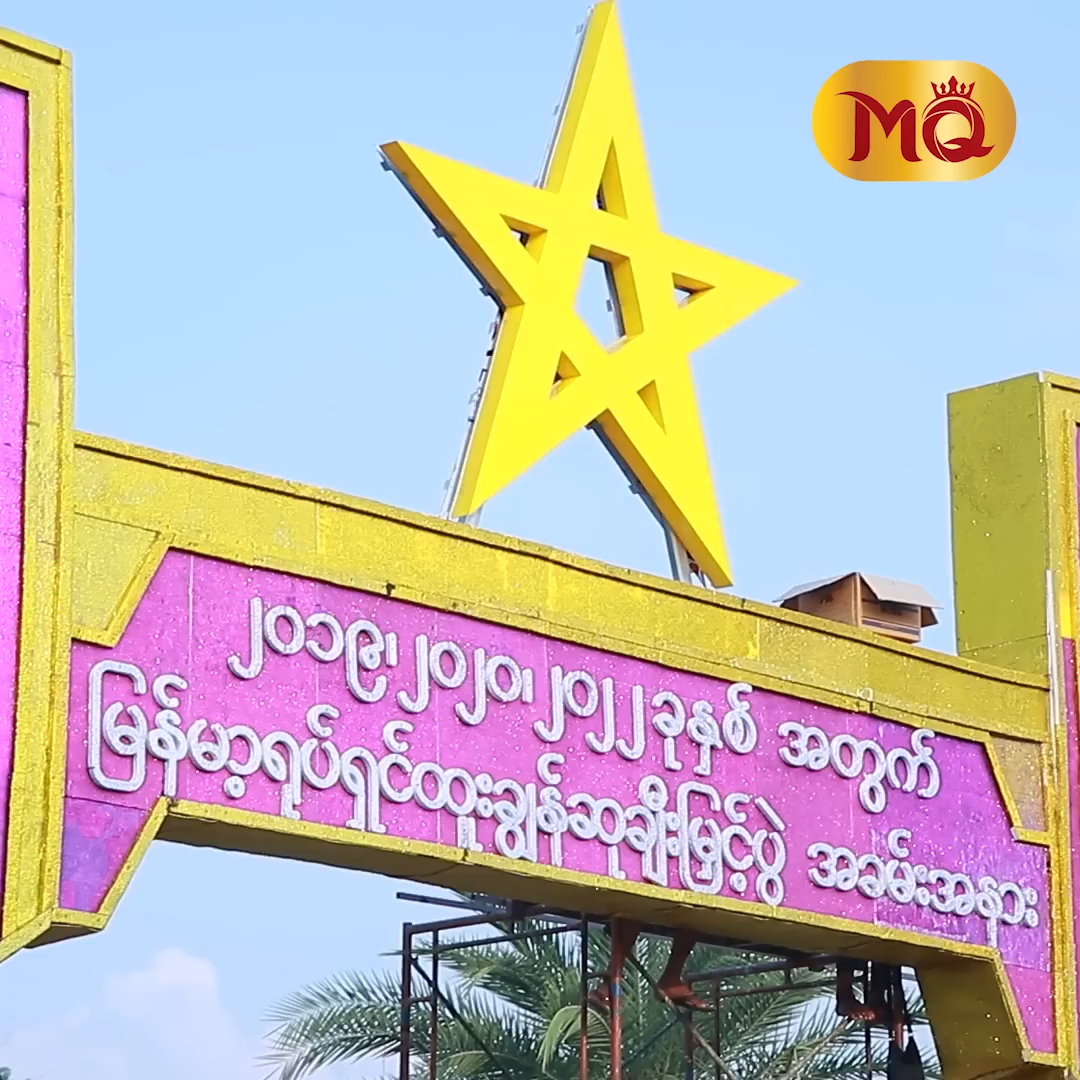 MQ
၂၀၁၉၊ ၂၀၂၀၊ ၂၀၂၂ ခုနှစ် အတွက်
မြန်မာ့ရုပ်ရှင်ထူးချွန်ဆုချီးမြှင့်ပွဲ အခမ်းအနား